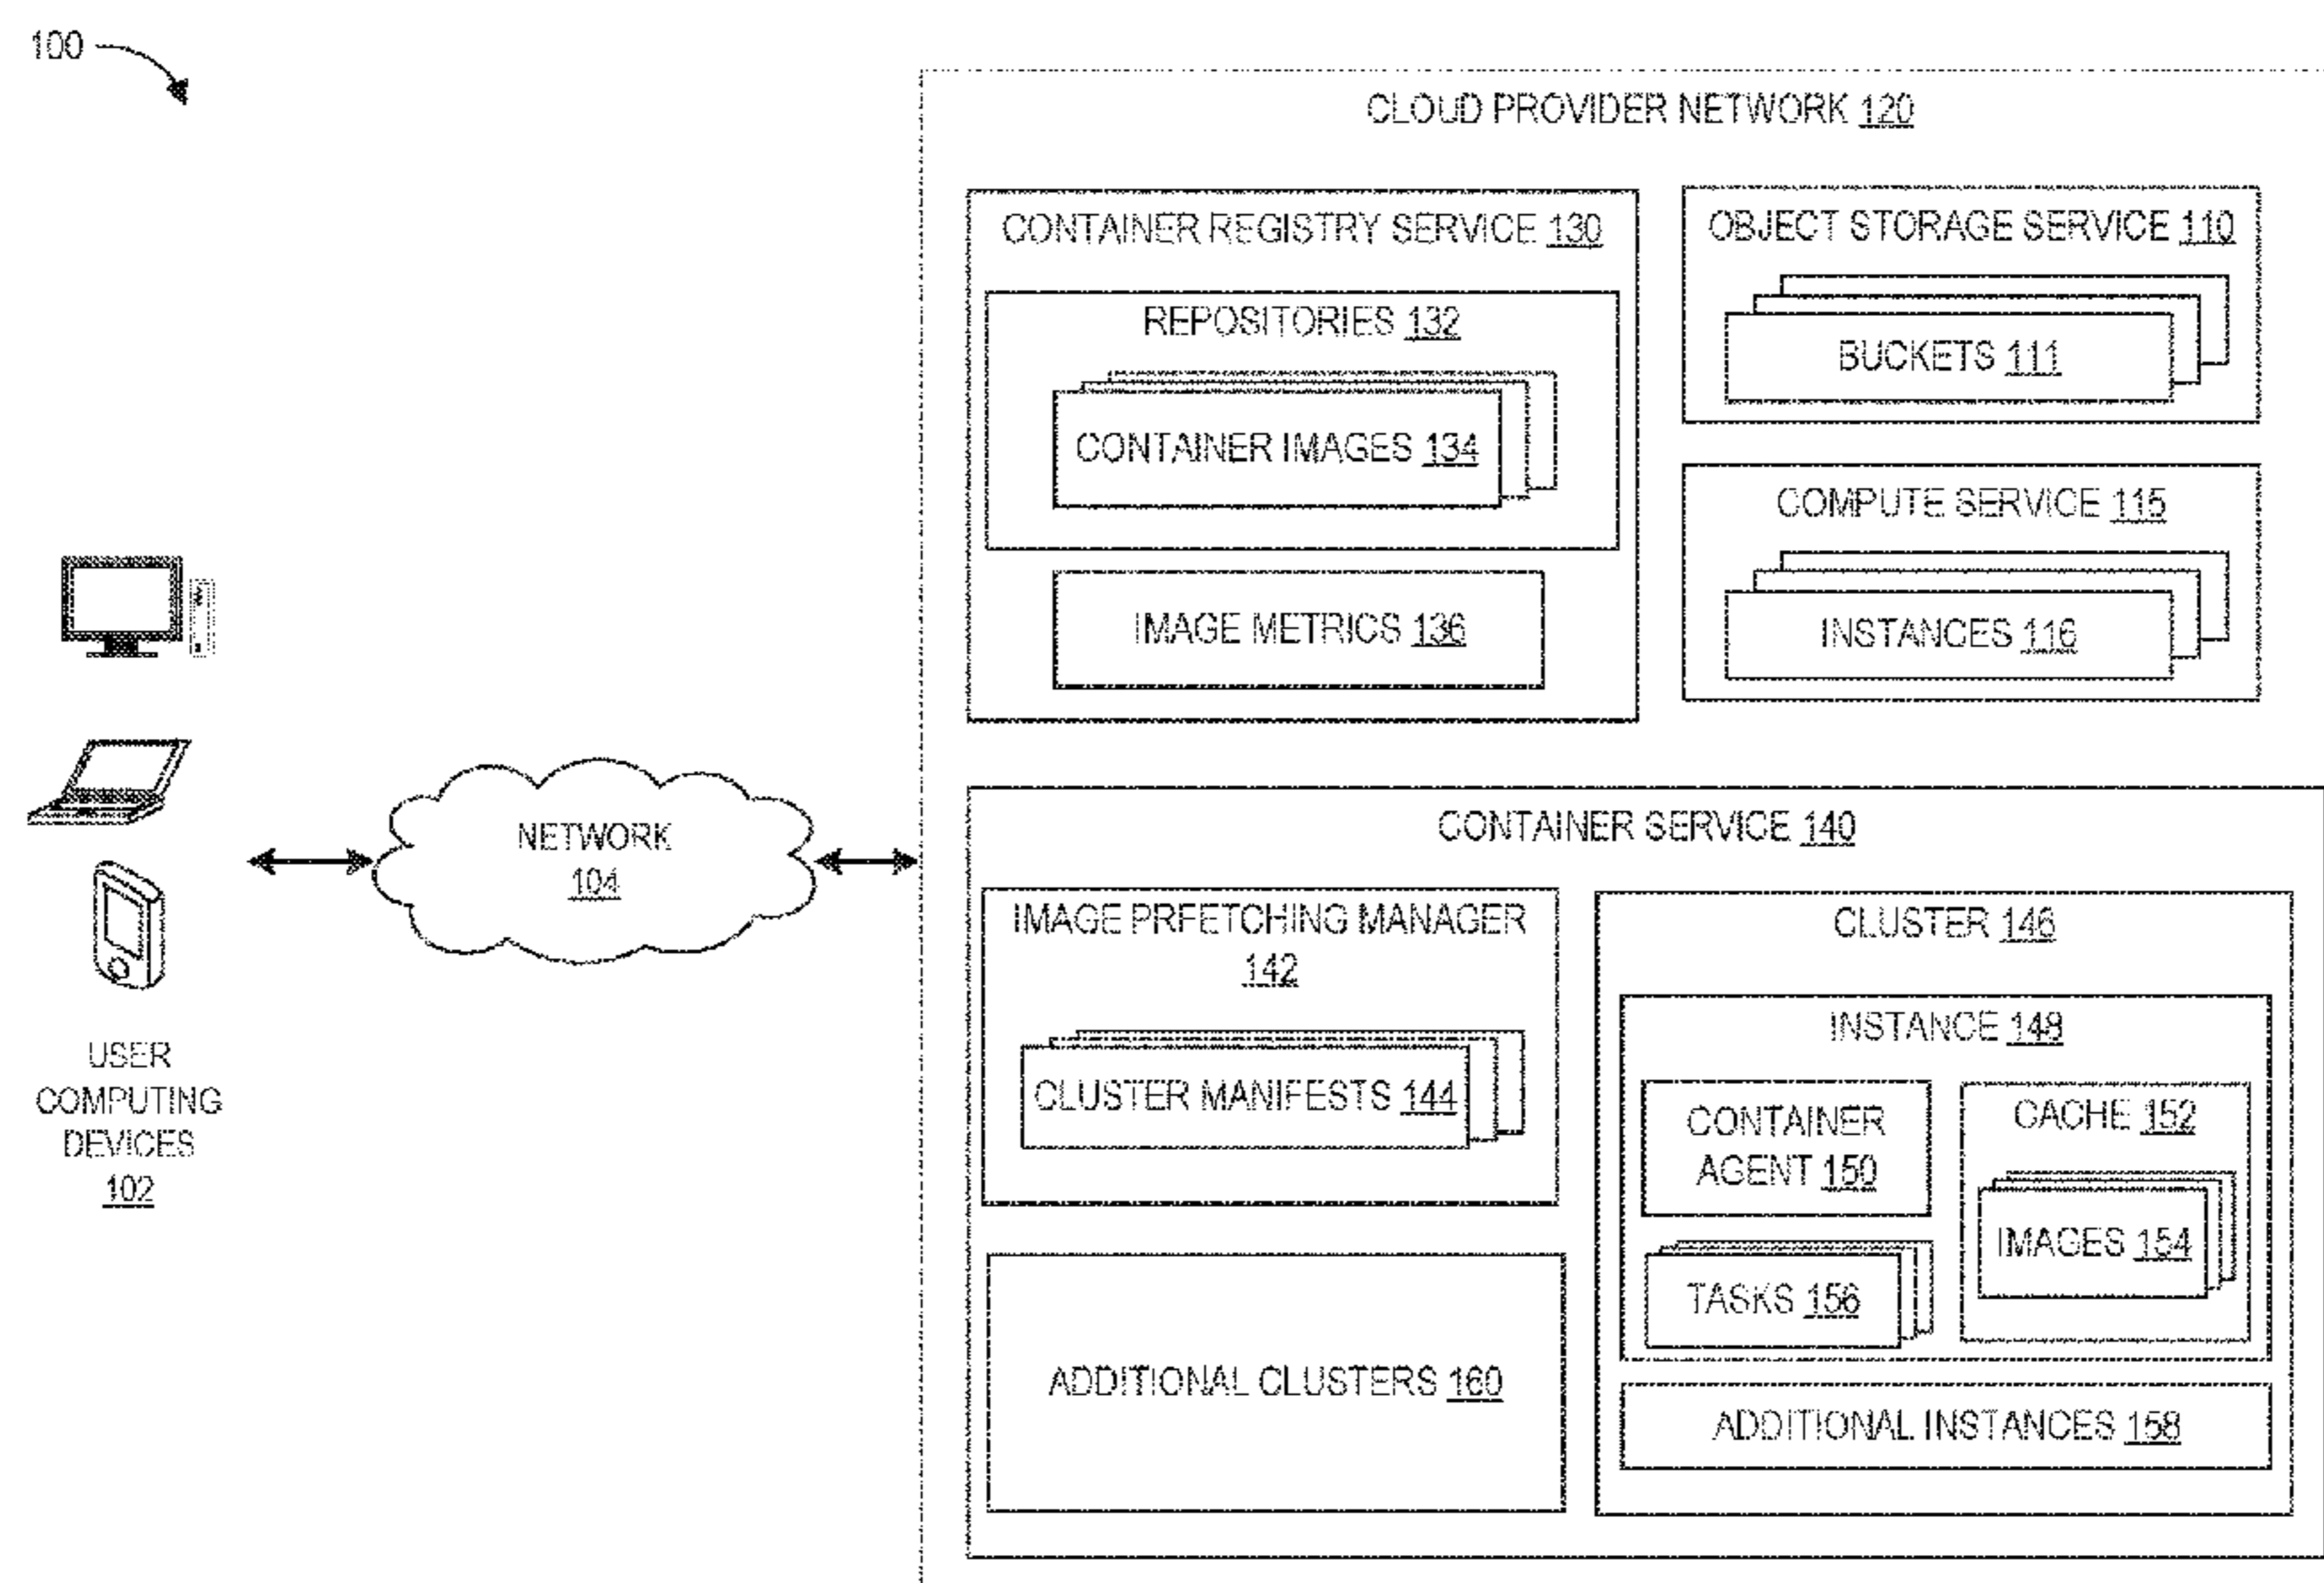 100
CLOUD PROVIDER NETWORK 120
CONTAINER REGISTRY SERVICE 130
REPOSITORIES 132
CONTAINER IMAGES 134
IMAGE METRICS 136
OBJECT STORAGE SERVICE 110
BUCKETS 111
COMPUTE SERVICE 115
INSTANCES 116
USER
COMPUTING
DEVICES
102
NETWORK
104
CONTAINER SERVICE 140
IMAGE PRFETCHING MANAGER
142
CLUSTER MANIFESTS 144
ADDITIONAL CLUSTERS 160
CLUSTER 146
INSTANCE 148
CONTAINER
AGENT 150
CACHE 152
IMAGES 154
TASKS 156
ADDITIONAL INSTANCES 158